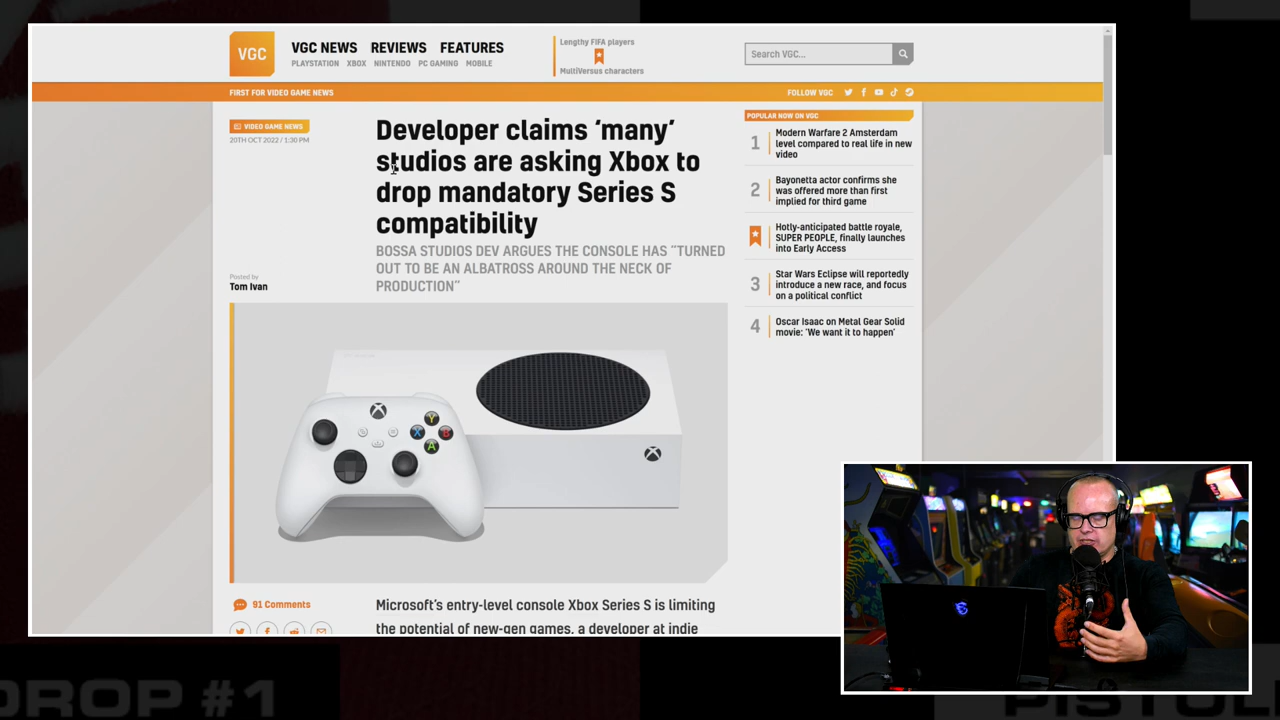 VGC
VGC NEWS REVIEWS FEATURES
PLAYSTATION XBOX NINTENDO PC GAMING MOBILE
Lengthy FIFA players
MultiVersus characters
Search VGC...
FIRST FOR VIDEO GAME NEWS
FOLLOW VGC
VIDEO GAME NEWS
20TH OCT 2022 / 1:30 PM
Developer claims ‘many’
studios are asking Xbox to
drop mandatory Series S
compatibility
BOSSA STUDIOS DEV ARGUES THE CONSOLE HAS “TURNED
OUT TO BE AN ALBATROSS AROUND THE NECK OF
PRODUCTION”
Posted by
Tom Ivan
POPULAR NOW ON VGC
1
Modern Warfare 2 Amsterdam
level compared to real life in new
video
2
Bayonetta actor confirms she
was offered more than first
implied for third game
Hotly-anticipated battle royale,
SUPER PEOPLE, finally launches
into Early Access
3
Star Wars Eclipse will reportedly
introduce a new race, and focus
on a political conflict
4
Oscar Isaac on Metal Gear Solid
movie: ‘We want it to happen’
Y
X B
A
91 Comments
Microsoft’s entry-level console Xbox Series S is limiting
the potential of new-gen games, a developer at indie
DROP #1